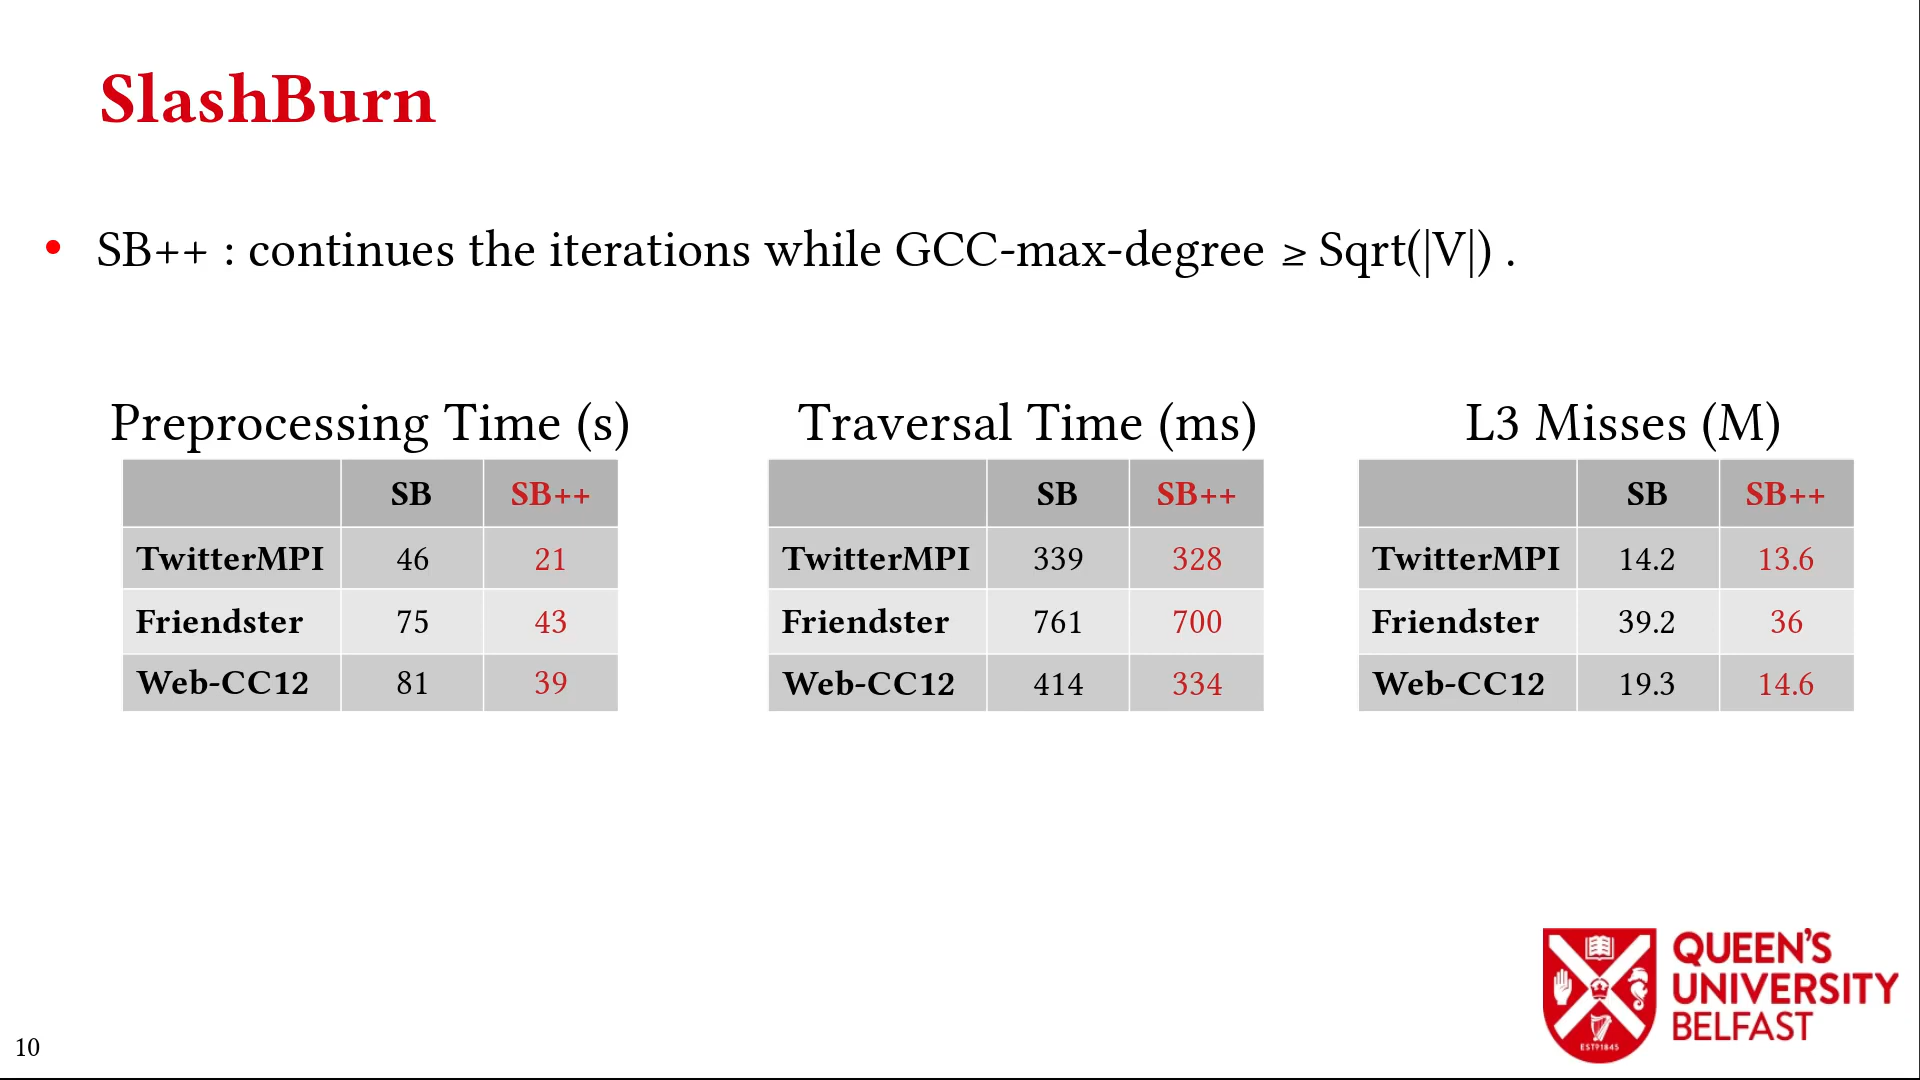 SlashBurn
• SB++ : continues the iterations while GCC-max-degree ≥ Sqrt(|V|) .
Preprocessing Time (s)
SB SB++
TwitterMPI 46 21
Friendster 75 43
Web-CC12 81 39
Traversal Time (ms)
SB SB++
TwitterMPI 339 328
Friendster 761 700
Web-CC12 414 334
L3 Misses (M)
SB SB++
TwitterMPI 14.2 13.6
Friendster 39.2 36
Web-CC12 19.3 14.6
QUEEN'S
UNIVERSITY
BELFAST
ESTD1845
10